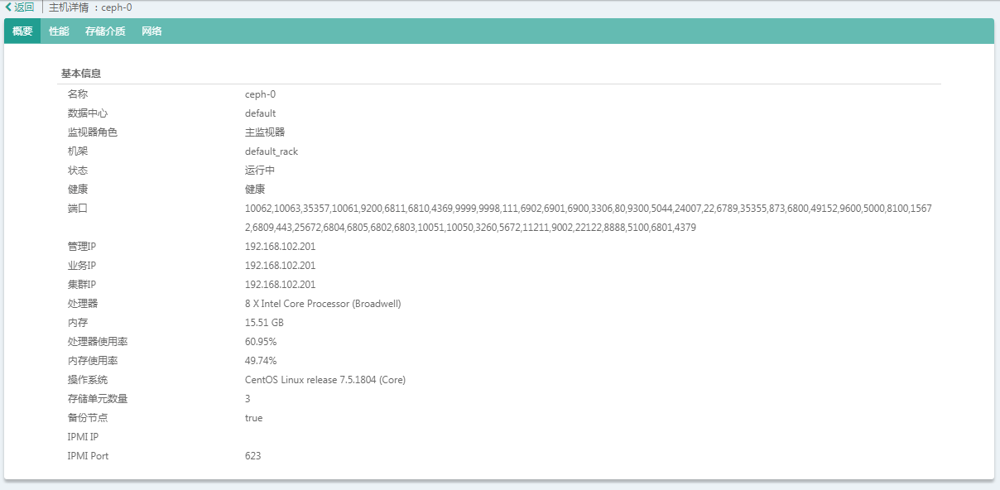 返回 主机详情 : ceph-0
概要 性能 存储介质 网络
基本信息
名称 ceph-0
数据中心 default
监视器角色 主监视器
机架 default_rack
状态 运行中
健康 健康
端口 10062,10063,35357,10061,9200,6811,6810,4369,9999,9998,111,6902,6901,6900,3306,80,9300,5044,24007,22,6789,35355,873,6800,49152,9600,5000,8100,1567
2,6809,443,25672,6804,6805,6802,6803,10051,10050,3260,5672,11211,9002,22122,8888,5100,6801,4379
管理IP 192.168.102.201
业务IP 192.168.102.201
集群IP 192.168.102.201
处理器 8 X Intel Core Processor (Broadwell)
内存 15.51 GB
处理器使用率 60.95%
内存使用率 49.74%
操作系统 CentOS Linux release 7.5.1804 (Core)
存储单元数量 3
备份节点 true
IPMI IP
IPMI Port 623